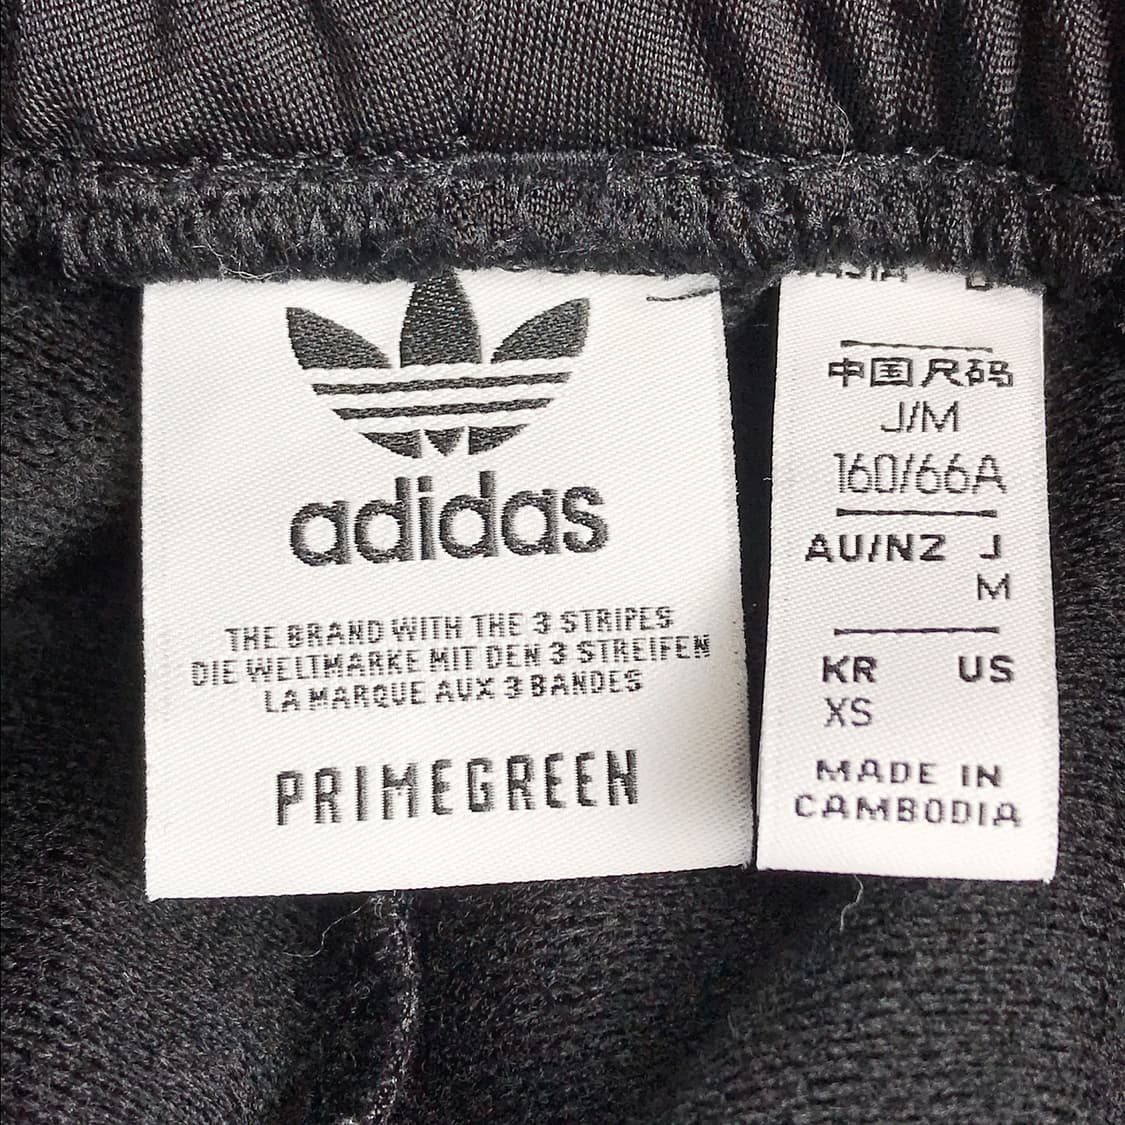 adidas
THE BRAND WITH THE 3 STRIPES
DIE WELTMARKE MIT DEN 3 STREIFEN
LA MARQUE AUX 3 BANDES
PRIMEGREEN
中国尺码
J/M
160/66A
AU/NZ J
M
KR US
XS
MADE IN
CAMBODIA